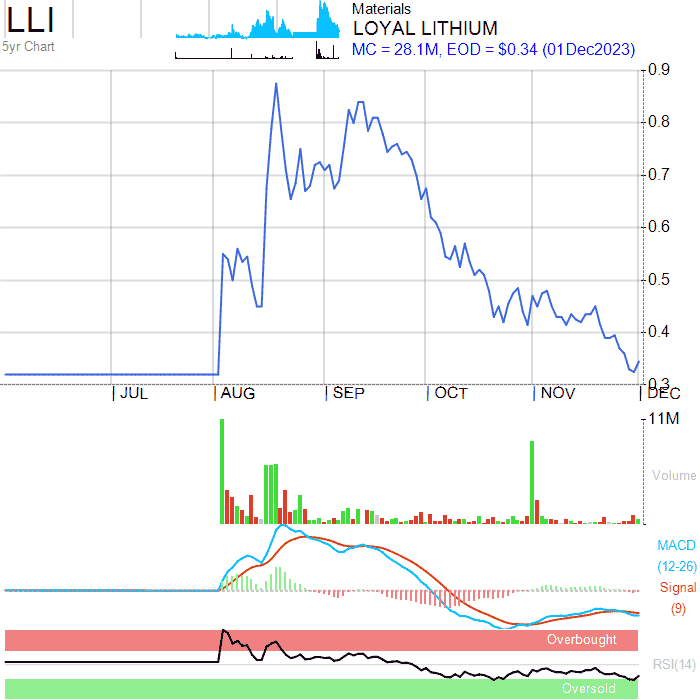 LLI
5yr Chart
Materials
LOYAL LITHIUM
MC = 28.1M, EOD = $0.34 (01Dec2023)
0.9
0.8
0.7
0.6
0.5
0.4
0.3
JUL
AUG
SEP
OCT
NOV
DEC
11M
Volume
MACD
(12-26)
Signal
(9)
Overbought
RSI(14)
Oversold